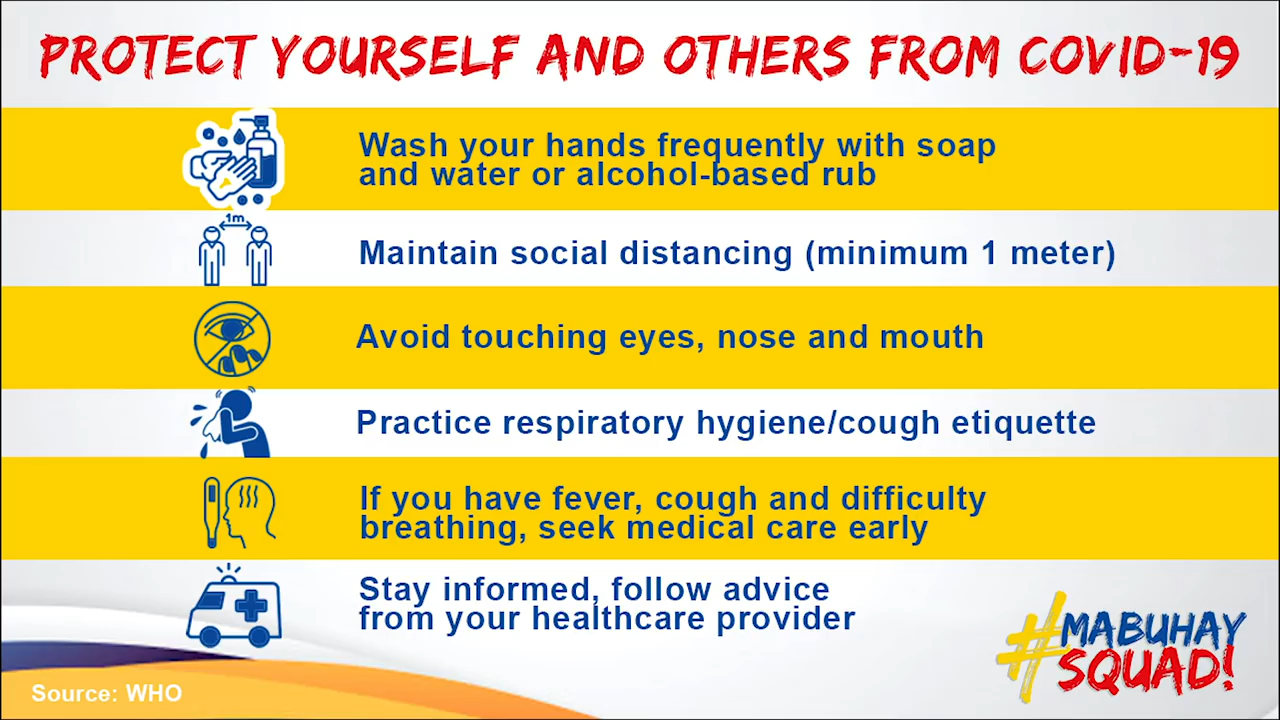 PROTECT YOURSELF AND OTHERS FROM COVID-19
Wash your hands frequently with soap
and water or alcohol-based rub
1m
Maintain social distancing (minimum 1 meter)
Avoid touching eyes, nose and mouth
Practice respiratory hygiene/cough etiquette
If you have fever, cough and difficulty
breathing, seek medical care early
Stay informed, follow advice
from your healthcare provider
#MABUHAY
SQUAD!
Source: WHO